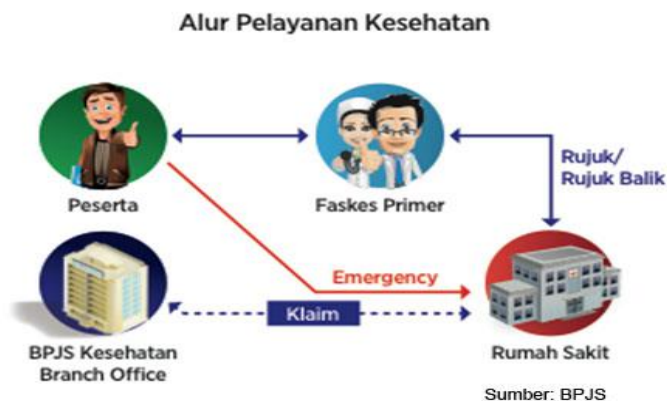 Alur Pelayanan Kesehatan
Peserta
Faskes Primer
Rujuk/
Rujuk Balik
Emergency
Klaim
BPJS Kesehatan
Branch Office
Rumah Sakit
Sumber: BPJS